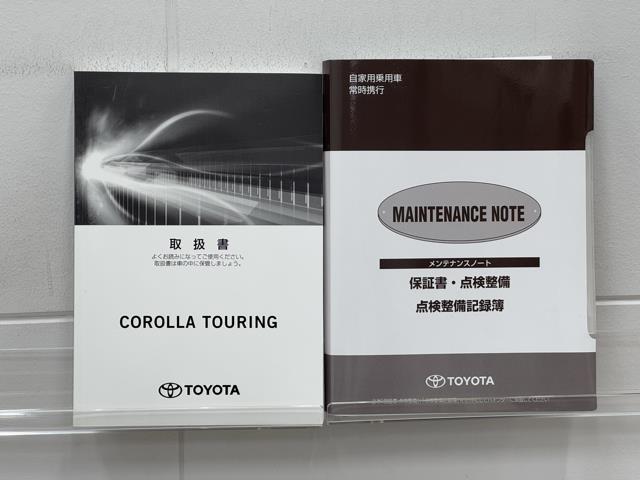 取扱書
よくお読みになってご使用ください。
取扱書は車の中に保管しましょう。
COROLLA TOURING
TOYOTA
自家用乗用車
常時携行
MAINTENANCE NOTE
メンテナンスノート
保証書・点検整備
点検整備記録簿
TOYOTA